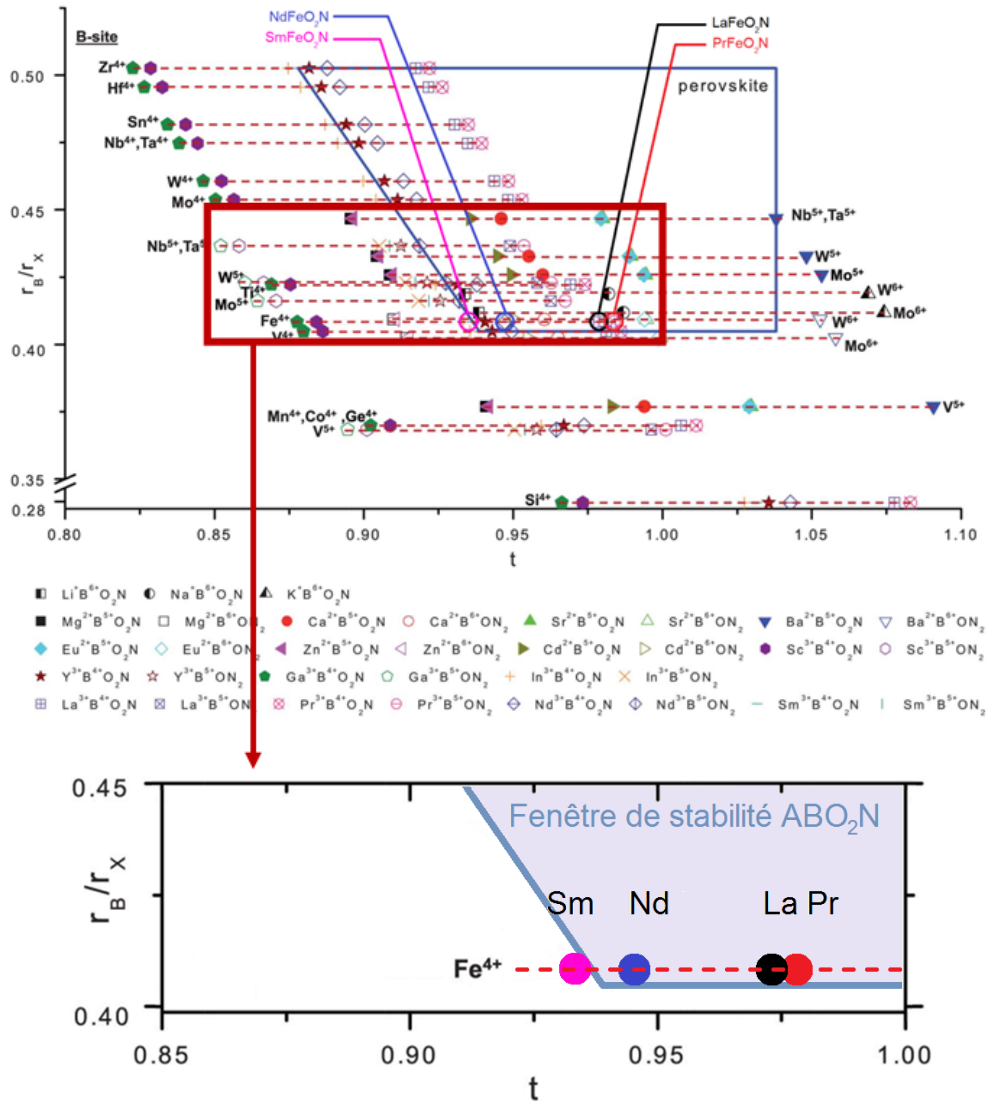 NdFeO₂N
SmFeO₂N
LaFeO₂N
PrFeO₂N
B-site
perovskite
0.50
0.45
0.40
0.35
0.28
r_B/r_X
Zr⁴⁺
Hf⁴⁺
Sn⁴⁺
Nb⁴⁺,Ta⁴⁺
W⁴⁺
Mo⁴⁺
Nb⁵⁺,Ta⁵
W⁵⁺
Ti⁴⁺
Mo⁵⁺
Fe⁴⁺
V⁴⁺
Mn⁴⁺,Co⁴⁺,Ge⁴⁺
V⁵⁺
Si⁴⁺
Nb⁵⁺,Ta⁵⁺
W⁵⁺
Mo⁵⁺
W⁶⁺
Mo⁶⁺
W⁶⁺
Mo⁶⁺
V⁵⁺
0.80 0.85 0.90 0.95 1.00 1.05 1.10
t
Li⁺B⁶⁺O₂N Na⁺B⁶⁺O₂N K⁺B⁶⁺O₂N
Mg²⁺B⁵⁺O₂N Mg²⁺B⁶⁺ON₂ Ca²⁺B⁵⁺O₂N Ca²⁺B⁶⁺ON₂ Sr²⁺B⁵⁺O₂N Sr²⁺B⁶⁺ON₂ Ba²⁺B⁵⁺O₂N Ba²⁺B⁶⁺ON₂
Eu²⁺B⁵⁺O₂N Eu²⁺B⁶⁺ON₂ Zn²⁺B⁵⁺O₂N Zn²⁺B⁶⁺ON₂ Cd²⁺B⁵⁺O₂N Cd²⁺B⁶⁺ON₂ Sc³⁺B⁴⁺O₂N Sc³⁺B⁵⁺ON₂
Y³⁺B⁴⁺O₂N Y³⁺B⁵⁺ON₂ Ga³⁺B⁴⁺O₂N Ga³⁺B⁵⁺ON₂ In³⁺B⁴⁺O₂N In³⁺B⁵⁺ON₂
La³⁺B⁴⁺O₂N La³⁺B⁵⁺ON₂ Pr³⁺B⁴⁺O₂N Pr³⁺B⁵⁺ON₂ Nd³⁺B⁴⁺O₂N Nd³⁺B⁵⁺ON₂ Sm³⁺B⁴⁺O₂N Sm³⁺B⁵⁺ON₂
0.45
0.40
r_B/r_X
Fenêtre de stabilité ABO₂N
Sm Nd La Pr
Fe⁴⁺
0.85 0.90 0.95 1.00
t